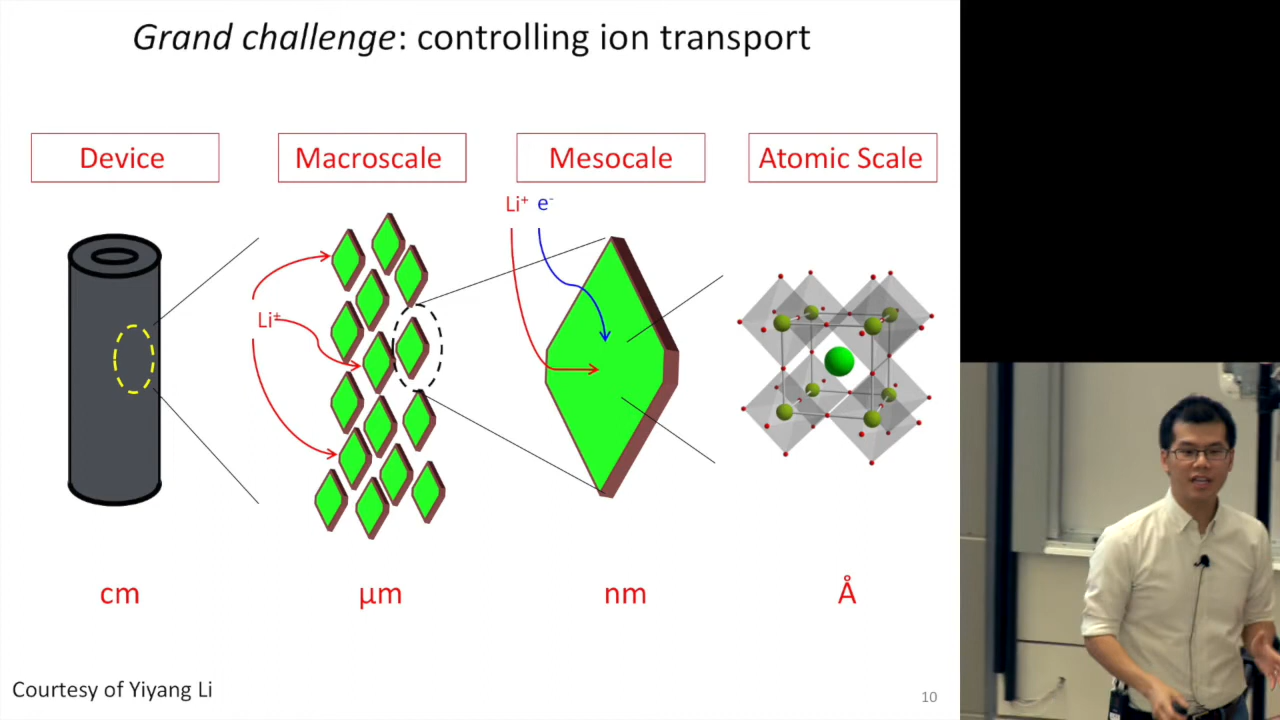 Grand challenge: controlling ion transport
Device
Macroscale
Mesocale
Atomic Scale
Li⁺ e⁻
Li⁺
cm
μm
nm
Å
Courtesy of Yiyang Li
10